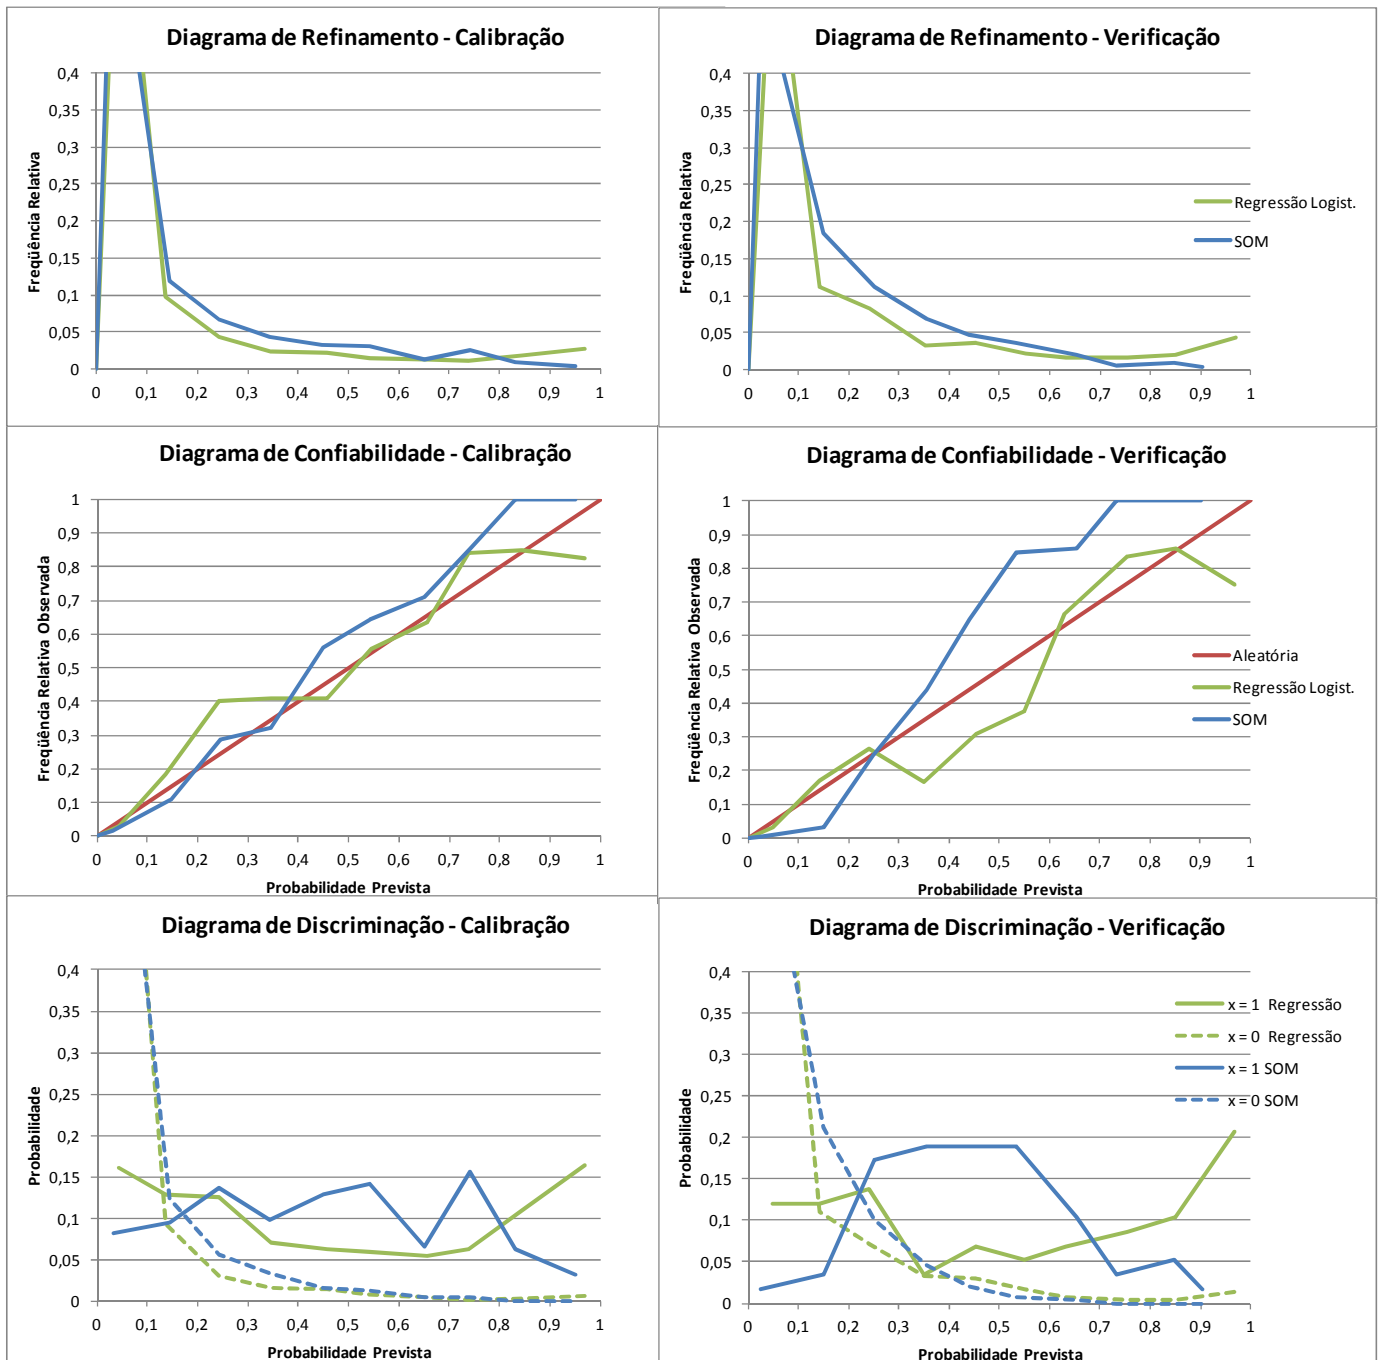 Diagrama de Refinamento - Calibração
0,4
0,35
0,3
0,25
0,2
0,15
0,1
0,05
0
Freqüência Relativa
0 0,1 0,2 0,3 0,4 0,5 0,6 0,7 0,8 0,9 1
Diagrama de Refinamento - Verificação
0,4
0,35
0,3
0,25
0,2
0,15
0,1
0,05
0
Freqüência Relativa
0 0,1 0,2 0,3 0,4 0,5 0,6 0,7 0,8 0,9 1
Regressão Logist.
SOM
Diagrama de Confiabilidade - Calibração
1
0,9
0,8
0,7
0,6
0,5
0,4
0,3
0,2
0,1
0
Freqüência Relativa Observada
0 0,1 0,2 0,3 0,4 0,5 0,6 0,7 0,8 0,9 1
Probabilidade Prevista
Diagrama de Confiabilidade - Verificação
1
0,9
0,8
0,7
0,6
0,5
0,4
0,3
0,2
0,1
0
Freqüência Relativa Observada
0 0,1 0,2 0,3 0,4 0,5 0,6 0,7 0,8 0,9 1
Probabilidade Prevista
Aleatória
Regressão Logist.
SOM
Diagrama de Discriminação - Calibração
0,4
0,35
0,3
0,25
0,2
0,15
0,1
0,05
0
Probabilidade
0 0,1 0,2 0,3 0,4 0,5 0,6 0,7 0,8 0,9 1
Probabilidade Prevista
Diagrama de Discriminação - Verificação
0,4
0,35
0,3
0,25
0,2
0,15
0,1
0,05
0
Probabilidade
0 0,1 0,2 0,3 0,4 0,5 0,6 0,7 0,8 0,9 1
Probabilidade Prevista
x = 1 Regressão
x = 0 Regressão
x = 1 SOM
x = 0 SOM